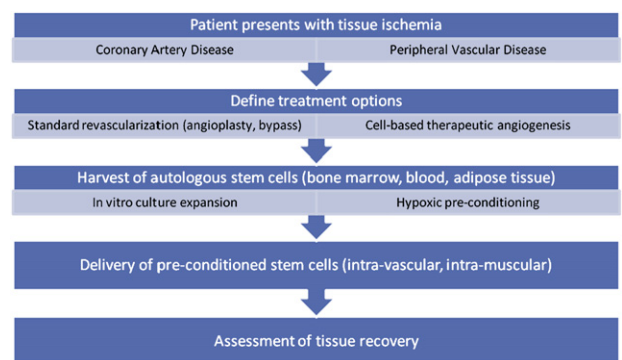 Patient presents with tissue ischemia
Coronary Artery Disease
Peripheral Vascular Disease
Define treatment options
Standard revascularization (angioplasty, bypass)
Cell-based therapeutic angiogenesis
Harvest of autologous stem cells (bone marrow, blood, adipose tissue)
In vitro culture expansion
Hypoxic pre-conditioning
Delivery of pre-conditioned stem cells (intra-vascular, intra-muscular)
Assessment of tissue recovery